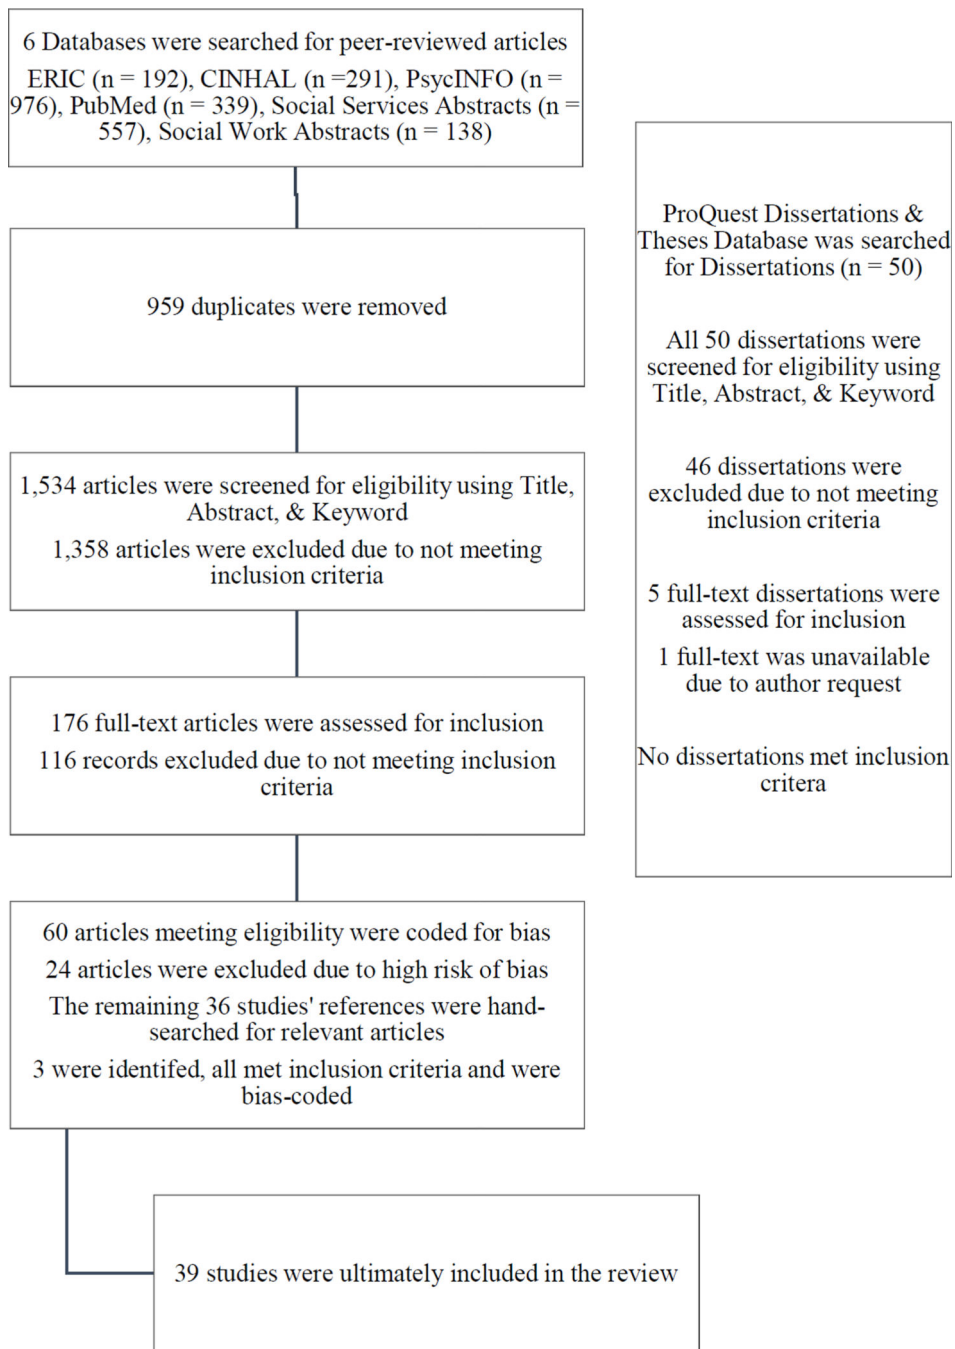 6 Databases were searched for peer-reviewed articles
ERIC (n = 192), CINHAL (n =291), PsycINFO (n =
976), PubMed (n = 339), Social Services Abstracts (n =
557), Social Work Abstracts (n = 138)
959 duplicates were removed
1,534 articles were screened for eligibility using Title,
Abstract, & Keyword
1,358 articles were excluded due to not meeting
inclusion criteria
176 full-text articles were assessed for inclusion
116 records excluded due to not meeting inclusion
criteria
60 articles meeting eligibility were coded for bias
24 articles were excluded due to high risk of bias
The remaining 36 studies' references were hand-
searched for relevant articles
3 were identifed, all met inclusion criteria and were
bias-coded
39 studies were ultimately included in the review
ProQuest Dissertations &
Theses Database was searched
for Dissertations (n = 50)
All 50 dissertations were
screened for eligibility using
Title, Abstract, & Keyword
46 dissertations were
excluded due to not meeting
inclusion criteria
5 full-text dissertations were
assessed for inclusion
1 full-text was unavailable
due to author request
No dissertations met inclusion
critera